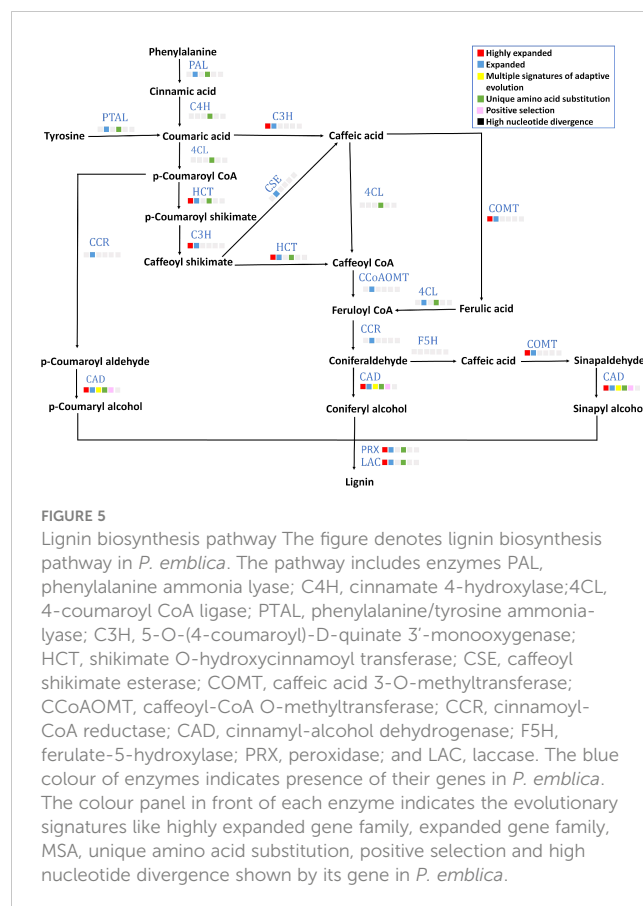 Phenylalanine
PAL
Cinnamic acid
C4H
PTAL
C3H
Tyrosine
Coumaric acid
Caffeic acid
4CL
p-Coumaroyl CoA
HCT
CSE
4CL
COMT
p-Coumaroyl shikimate
CCR
C3H
HCT
Caffeoyl shikimate
Caffeoyl CoA
CCoAOMT
4CL
Feruloyl CoA
Ferulic acid
CCR
F5H
COMT
p-Coumaroyl aldehyde
Coniferaldehyde
Caffeic acid
Sinapaldehyde
CAD
CAD
CAD
p-Coumaryl alcohol
Coniferyl alcohol
Sinapyl alcohol
PRX
LAC
Lignin
Highly expanded
Expanded
Multiple signatures of adaptive
evolution
Unique amino acid substitution
Positive selection
High nucleotide divergence
FIGURE 5
Lignin biosynthesis pathway The figure denotes lignin biosynthesis
pathway in P. emblica. The pathway includes enzymes PAL,
phenylalanine ammonia lyase; C4H, cinnamate 4-hydroxylase;4CL,
4-coumaroyl CoA ligase; PTAL, phenylalanine/tyrosine ammonia-
lyase; C3H, 5-O-(4-coumaroyl)-D-quinate 3'-monooxygenase;
HCT, shikimate O-hydroxycinnamoyl transferase; CSE, caffeoyl
shikimate esterase; COMT, caffeic acid 3-O-methyltransferase;
CCoAOMT, caffeoyl-CoA O-methyltransferase; CCR, cinnamoyl-
CoA reductase; CAD, cinnamyl-alcohol dehydrogenase; F5H,
ferulate-5-hydroxylase; PRX, peroxidase; and LAC, laccase. The blue
colour of enzymes indicates presence of their genes in P. emblica.
The colour panel in front of each enzyme indicates the evolutionary
signatures like highly expanded gene family, expanded gene family,
MSA, unique amino acid substitution, positive selection and high
nucleotide divergence shown by its gene in P. emblica.